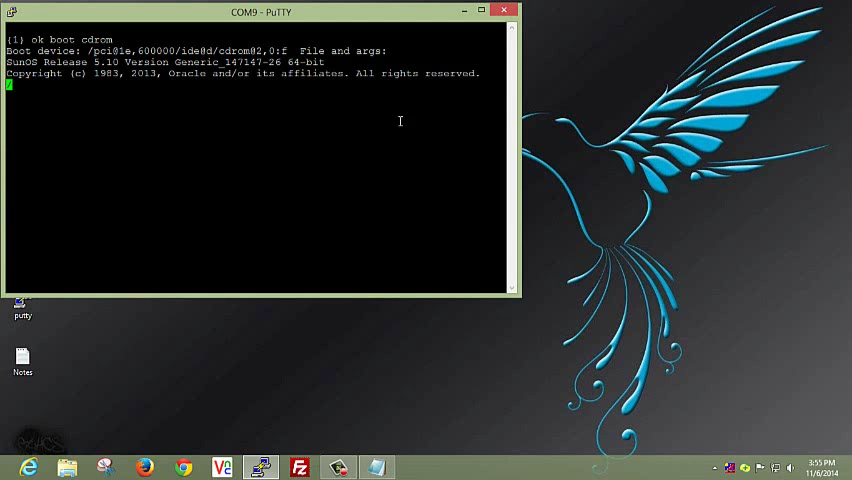 COM9 - PuTTY
{1} ok boot cdrom
Boot device: /pci@1e,600000/ide@d/cdrom@2,0:f  File and args:
SunOS Release 5.10 Version Generic_147147-26 64-bit
Copyright (c) 1983, 2013, Oracle and/or its affiliates. All rights reserved.
/
putty
Notes
3:55 PM
11/6/2014